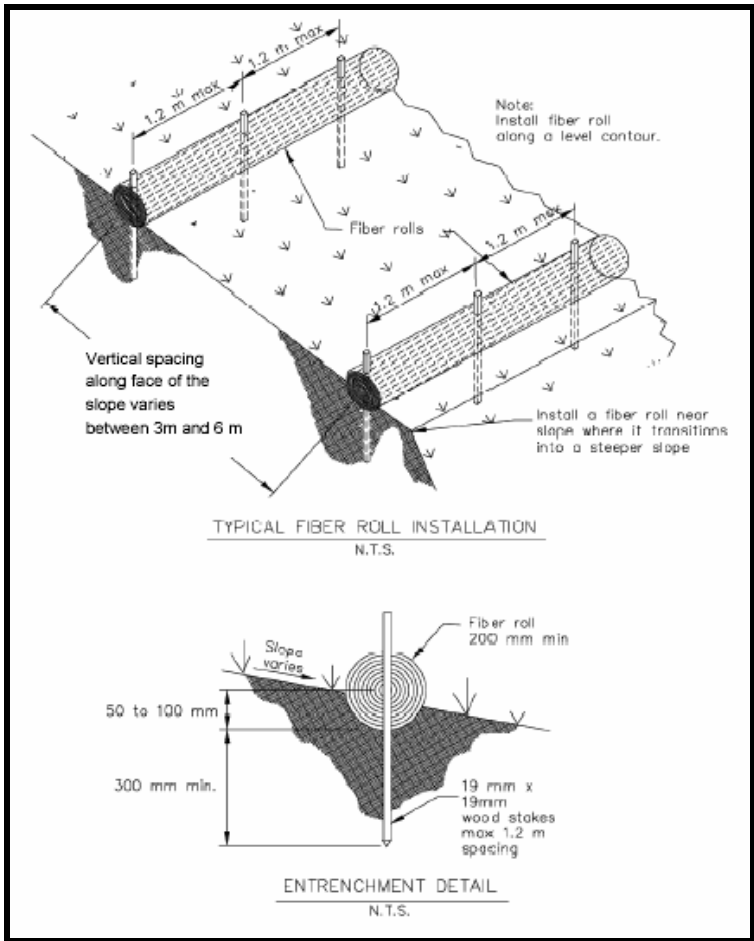 1.2 m max
1.2 m max
Note:
Install fiber roll
along a level contour.
Fiber rolls
1.2 m max
1.2 m max
Vertical spacing
along face of the
slope varies
between 3m and 6 m
Install a fiber roll near
slope where it transitions
into a steeper slope
TYPICAL FIBER ROLL INSTALLATION
N.T.S.
Fiber roll
200 mm min
Slope
varies
50 to 100 mm
300 mm min.
19 mm x
19mm
wood stakes
max 1.2 m
spacing
ENTRENCHMENT DETAIL
N.T.S.